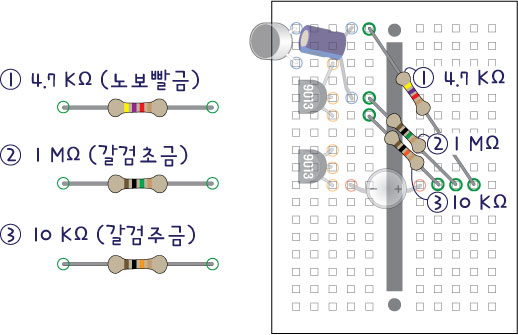 ① 4.7 KΩ (노보빨금)
② 1 MΩ (갈검초금)
③ 10 KΩ (갈검주금)
① 4.7 KΩ
9013
② 1 MΩ
9013
− +
③ 10 KΩ